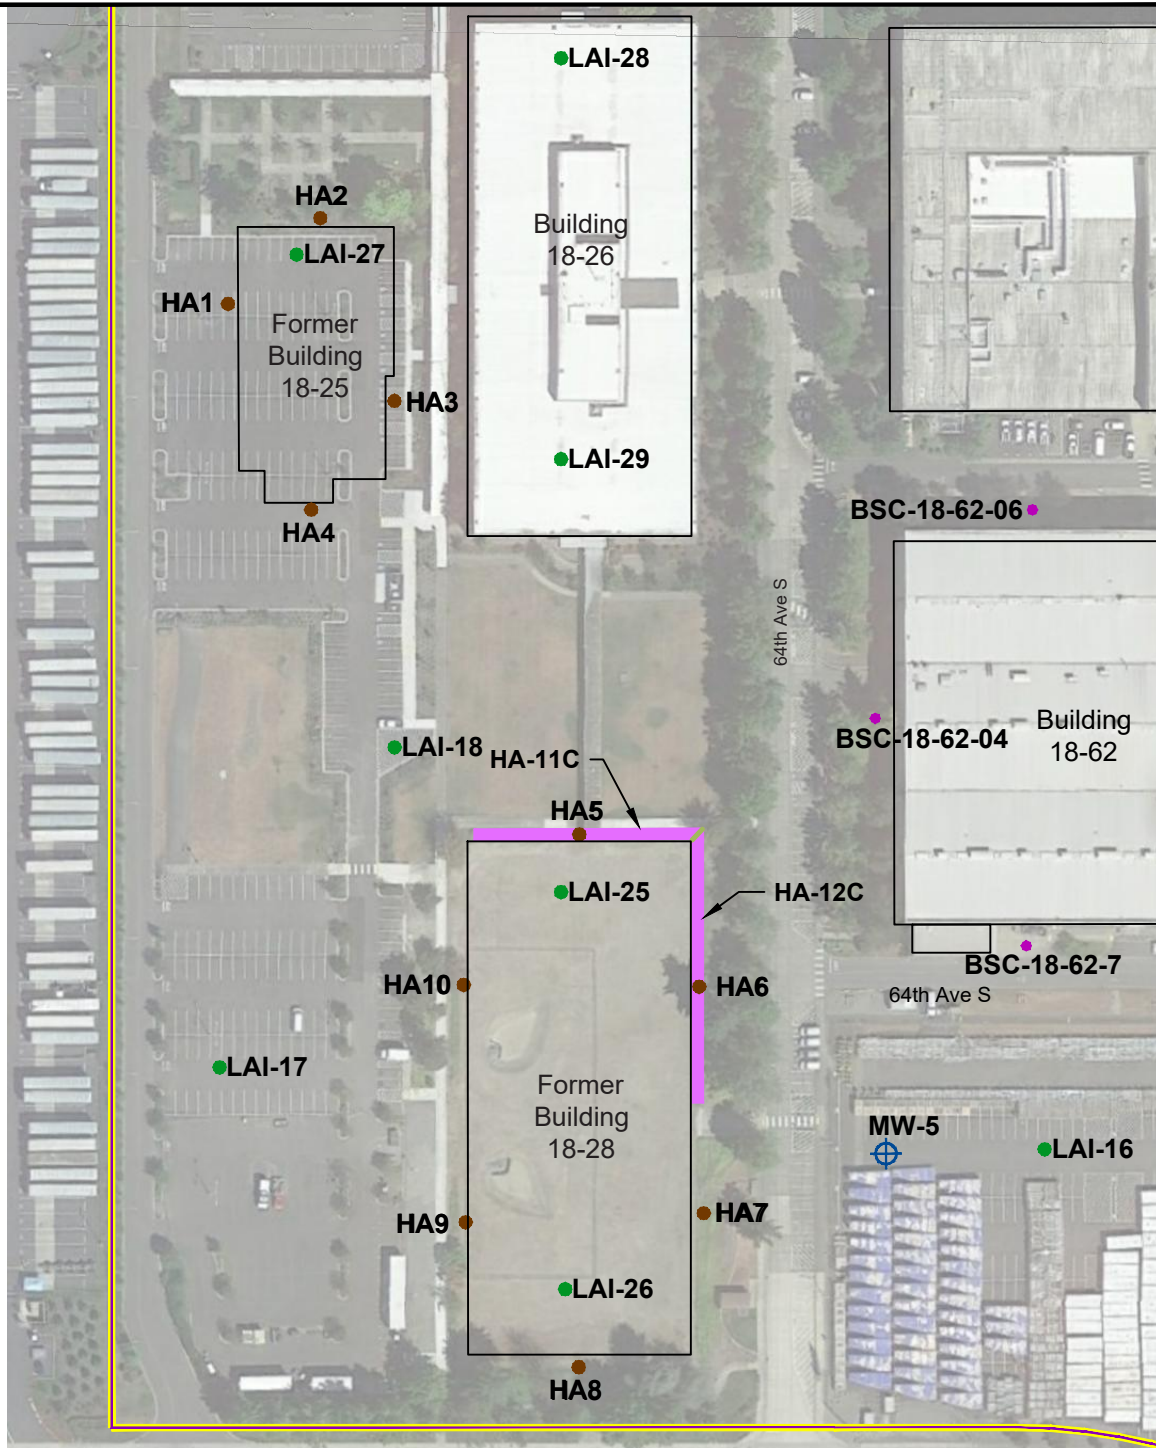 LAI-28
HA2
Building
18-26
LAI-27
HA1
Former
Building
18-25
HA3
LAI-29
BSC-18-62-06
HA4
64th Ave S
Building
18-62
BSC-18-62-04
LAI-18
HA-11C
HA5
LAI-25
HA-12C
BSC-18-62-7
HA10
HA6
64th Ave S
LAI-17
Former
Building
18-28
MW-5
LAI-16
HA9
HA7
LAI-26
HA8